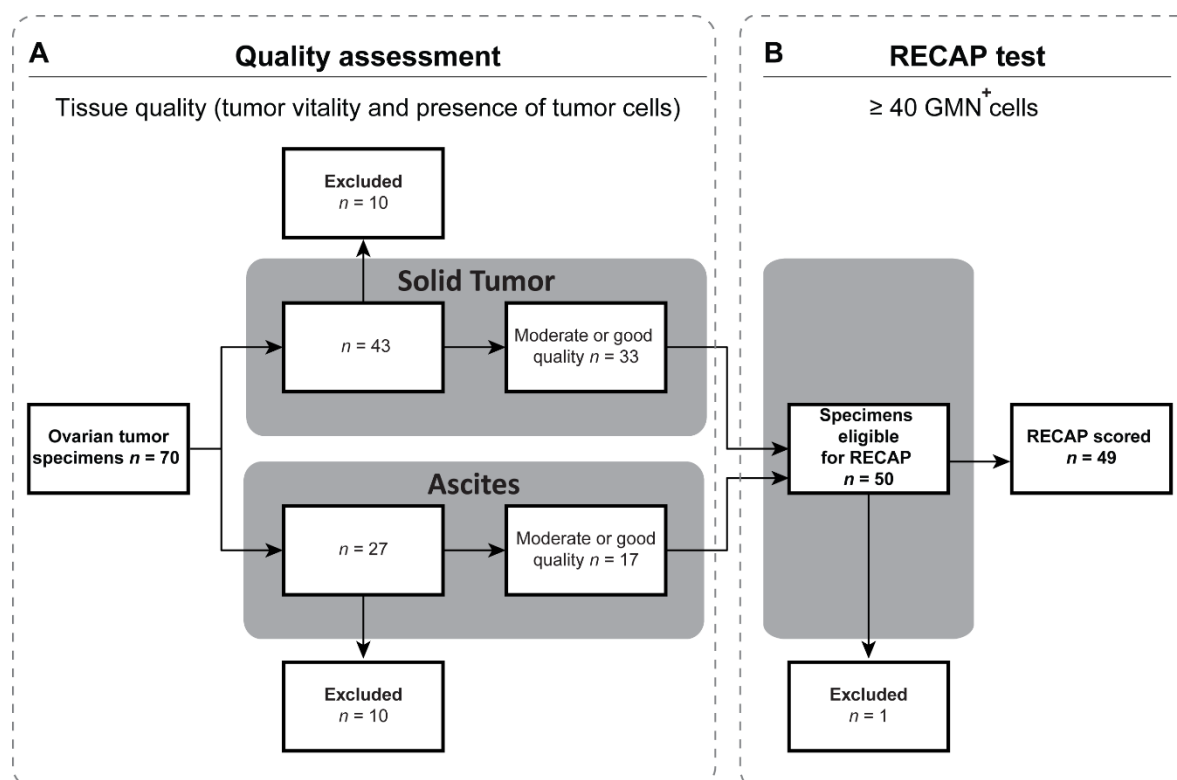 A
Quality assessment
Tissue quality (tumor vitality and presence of tumor cells)
Excluded
n = 10
Solid Tumor
n = 43
Moderate or good
quality n = 33
Ovarian tumor
specimens n = 70
Ascites
n = 27
Moderate or good
quality n = 17
Excluded
n = 10
B
RECAP test
≥ 40 GMN⁺cells
Specimens
eligible
for RECAP
n = 50
RECAP scored
n = 49
Excluded
n = 1